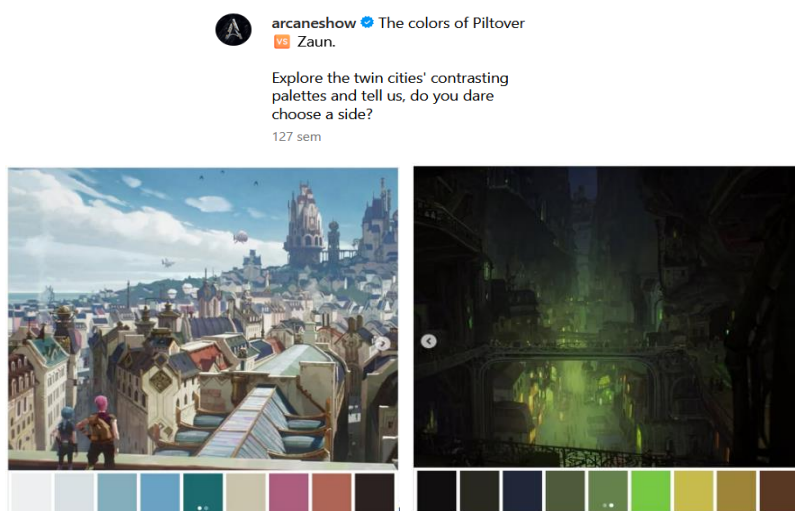 arcaneshow The colors of Piltover
VS Zaun.
Explore the twin cities' contrasting
palettes and tell us, do you dare
choose a side?
127 sem